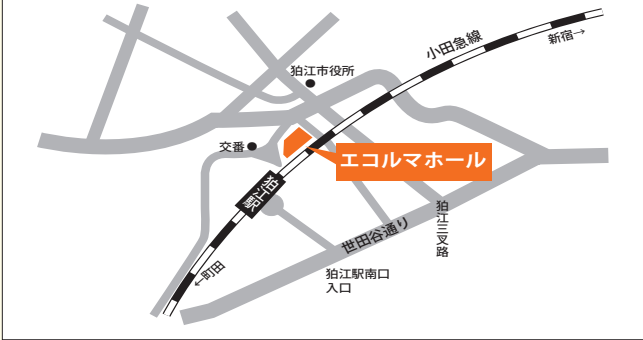 小田急線
新宿→
狛江市役所
交番
エコルマホール
狛江駅
狛江三叉路
世田谷通り
←町田
狛江駅南口
入口